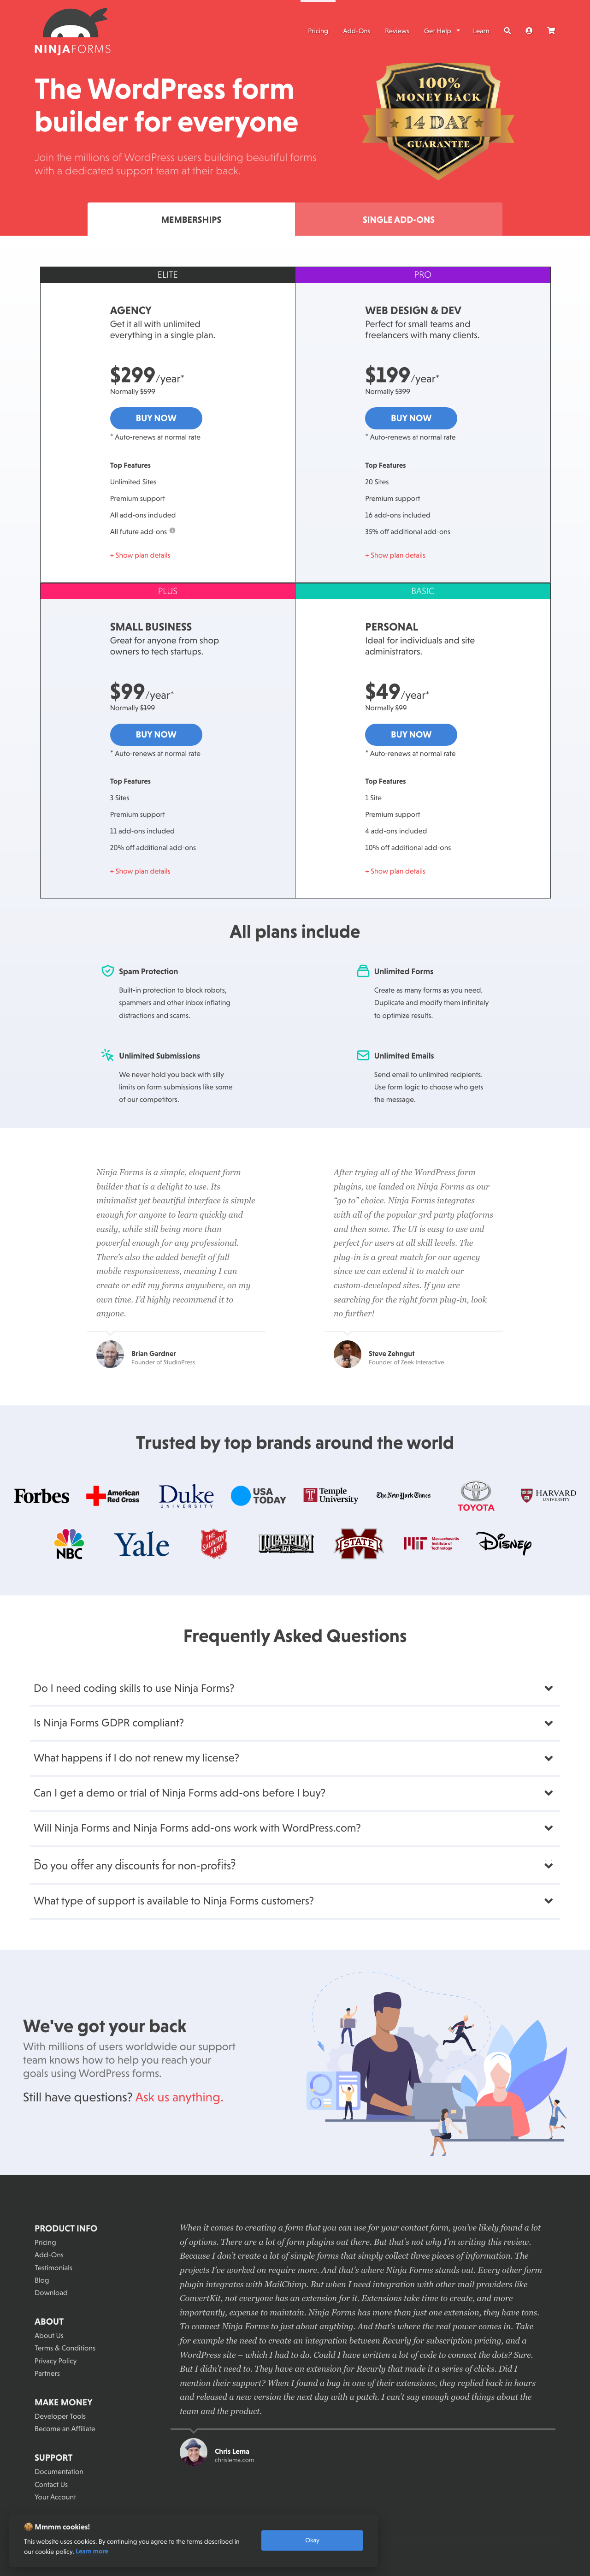 NINJAFORMS
Pricing
Add-Ons
Reviews
Get Help
Learn
The WordPress form
builder for everyone
Join the millions of WordPress users building beautiful forms
with a dedicated support team at their back.
100%
MONEY BACK
14 DAY
GUARANTEE
MEMBERSHIPS
SINGLE ADD-ONS
ELITE
AGENCY
Get it all with unlimited
everything in a single plan.
$299/year*
Normally $599
BUY NOW
* Auto-renews at normal rate
Top Features
Unlimited Sites
Premium support
All add-ons included
All future add-ons
+ Show plan details
PRO
WEB DESIGN & DEV
Perfect for small teams and
freelancers with many clients.
$199/year*
Normally $399
BUY NOW
* Auto-renews at normal rate
Top Features
20 Sites
Premium support
16 add-ons included
35% off additional add-ons
+ Show plan details
PLUS
SMALL BUSINESS
Great for anyone from shop
owners to tech startups.
$99/year*
Normally $199
BUY NOW
* Auto-renews at normal rate
Top Features
3 Sites
Premium support
11 add-ons included
20% off additional add-ons
+ Show plan details
BASIC
PERSONAL
Ideal for individuals and site
administrators.
$49/year*
Normally $99
BUY NOW
* Auto-renews at normal rate
Top Features
1 Site
Premium support
4 add-ons included
10% off additional add-ons
+ Show plan details
All plans include
Spam Protection
Built-in protection to block robots,
spammers and other inbox inflating
distractions and scams.
Unlimited Forms
Create as many forms as you need.
Duplicate and modify them infinitely
to optimize results.
Unlimited Submissions
We never hold you back with silly
limits on form submissions like some
of our competitors.
Unlimited Emails
Send email to unlimited recipients.
Use form logic to choose who gets
the message.
Ninja Forms is a simple, eloquent form
builder that is a delight to use. Its
minimalist yet beautiful interface is simple
enough for anyone to learn quickly and
easily, while still being more than
powerful enough for any professional.
There's also the added benefit of full
mobile responsiveness, meaning I can
create or edit my forms anywhere, on my
own time. I'd highly recommend it to
anyone.
Brian Gardner
Founder of StudioPress
After trying all of the WordPress form
plugins, we landed on Ninja Forms as our
"go to" choice. Ninja Forms integrates
with all of the popular 3rd party platforms
and then some. The UI is easy to use and
perfect for users at all skill levels. The
plug-in is a great match for our agency
since we can extend it to match our
custom-developed sites. If you are
searching for the right form plug-in, look
no further!
Steve Zehngut
Founder of Zeek Interactive
Trusted by top brands around the world
Forbes
American
Red Cross
Duke
UNIVERSITY
USA
TODAY
Temple
University
The New York Times
TOYOTA
HARVARD
UNIVERSITY
NBC
Yale
THE
SALVATION
ARMY
LUCASFILM
Ltd
STATE
MIT
Massachusetts
Institute of
Technology
Disney
Frequently Asked Questions
Do I need coding skills to use Ninja Forms?
Is Ninja Forms GDPR compliant?
What happens if I do not renew my license?
Can I get a demo or trial of Ninja Forms add-ons before I buy?
Will Ninja Forms and Ninja Forms add-ons work with WordPress.com?
Do you offer any discounts for non-profits?
What type of support is available to Ninja Forms customers?
We've got your back
With millions of users worldwide our support
team knows how to help you reach your
goals using WordPress forms.
Still have questions? Ask us anything.
PRODUCT INFO
Pricing
Add-Ons
Testimonials
Blog
Download
ABOUT
About Us
Terms & Conditions
Privacy Policy
Partners
MAKE MONEY
Developer Tools
Become an Affiliate
SUPPORT
Documentation
Contact Us
Your Account
When it comes to creating a form that you can use for your contact form, you've likely found a lot
of options. There are a lot of form plugins out there. But that's not why I'm writing this review.
Because I don't create a lot of simple forms that simply collect three pieces of information. The
projects I've worked on require more. And that's where Ninja Forms stands out. Every other form
plugin integrates with MailChimp. But when I need integration with other mail providers like
ConvertKit, not everyone has an extension for it. Extensions take time to create, and more
importantly, expense to maintain. Ninja Forms has more than just one extension, they have tons.
To connect Ninja Forms to just about anything. And that's where the real power comes in. Take
for example the need to create an integration between Recurly for subscription pricing, and a
WordPress site – which I had to do. Could I have written a lot of code to connect the dots? Sure.
But I didn't need to. They have an extension for Recurly that made it a series of clicks. Did I
mention their support? When I found a bug in one of their extensions, they replied back in hours
and released a new version the next day with a patch. I can't say enough good things about the
team and the product.
Chris Lema
chrislema.com
Mmmm cookies!
This website uses cookies. By continuing you agree to the terms described in
our cookie policy. Learn more
Okay